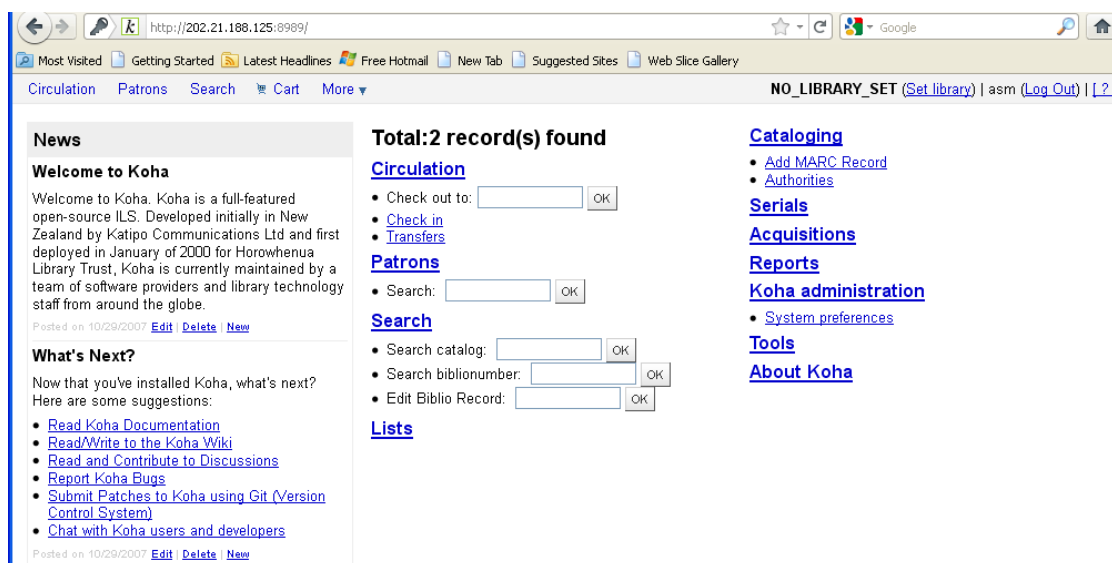 http://202.21.188.125:8989/
Google
Most Visited Getting Started Latest Headlines Free Hotmail New Tab Suggested Sites Web Slice Gallery
Circulation Patrons Search Cart More NO_LIBRARY_SET (Set library) | asm (Log Out) | [ ?
News
Welcome to Koha
Welcome to Koha. Koha is a full-featured
open-source ILS. Developed initially in New
Zealand by Katipo Communications Ltd and first
deployed in January of 2000 for Horowhenua
Library Trust, Koha is currently maintained by a
team of software providers and library technology
staff from around the globe.
Posted on 10/29/2007 Edit | Delete | New
What's Next?
Now that you've installed Koha, what's next?
Here are some suggestions:
• Read Koha Documentation
• Read/Write to the Koha Wiki
• Read and Contribute to Discussions
• Report Koha Bugs
• Submit Patches to Koha using Git (Version
Control System)
• Chat with Koha users and developers
Posted on 10/29/2007 Edit | Delete | New
Total:2 record(s) found
Circulation
• Check out to: OK
• Check in
• Transfers
Patrons
• Search: OK
Search
• Search catalog: OK
• Search biblionumber: OK
• Edit Biblio Record: OK
Lists
Cataloging
• Add MARC Record
• Authorities
Serials
Acquisitions
Reports
Koha administration
• System preferences
Tools
About Koha